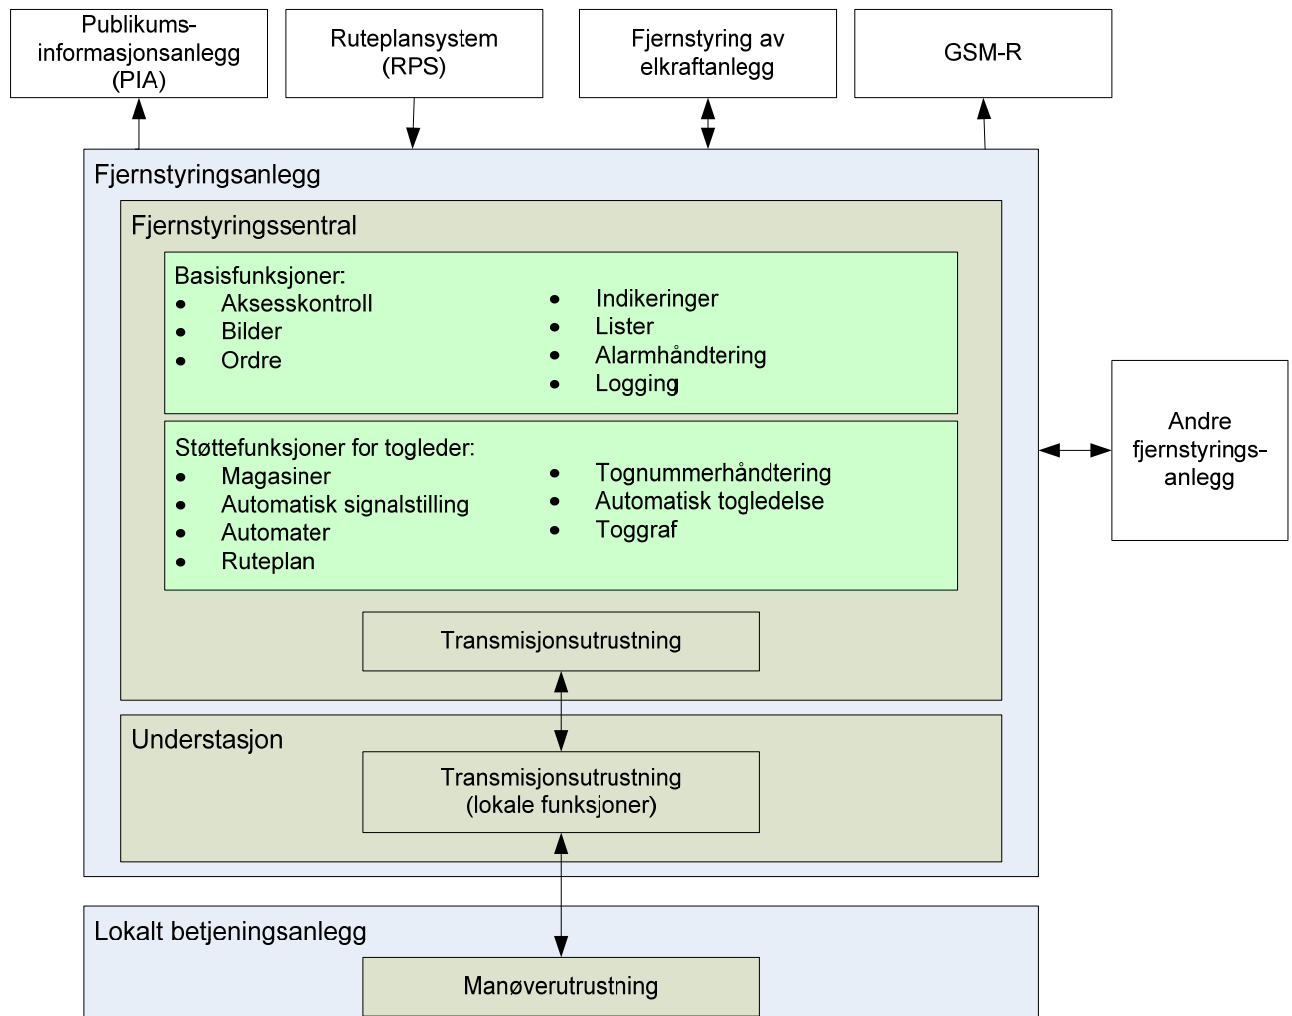 Publikums-
informasjonsanlegg
(PIA)
Ruteplansystem
(RPS)
Fjernstyring av
elkraftanlegg
GSM-R
Fjernstyringsanlegg
Fjernstyringssentral
Basisfunksjoner:
• Aksesskontroll
• Bilder
• Ordre
• Indikeringer
• Lister
• Alarmhåndtering
• Logging
Støttefunksjoner for togleder:
• Magasiner
• Automatisk signalstilling
• Automater
• Ruteplan
• Tognummerhåndtering
• Automatisk togledelse
• Toggraf
Transmisjonsutrustning
Andre
fjernstyrings-
anlegg
Understasjon
Transmisjonsutrustning
(lokale funksjoner)
Lokalt betjeningsanlegg
Manøverutrustning